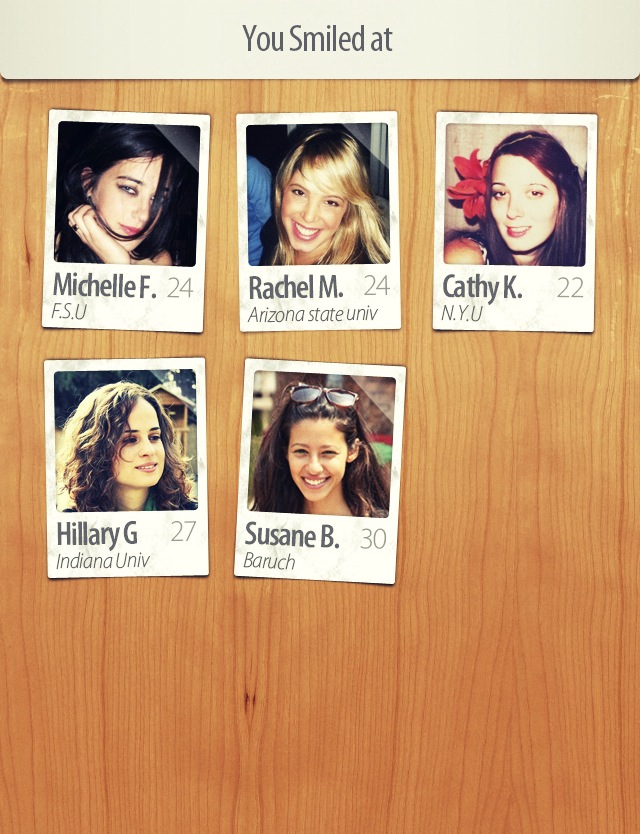 You Smiled at
Michelle F. 24
F.S.U
Rachel M. 24
Arizona state univ
Cathy K. 22
N.Y.U
Hillary G 27
Indiana Univ
Susane B. 30
Baruch